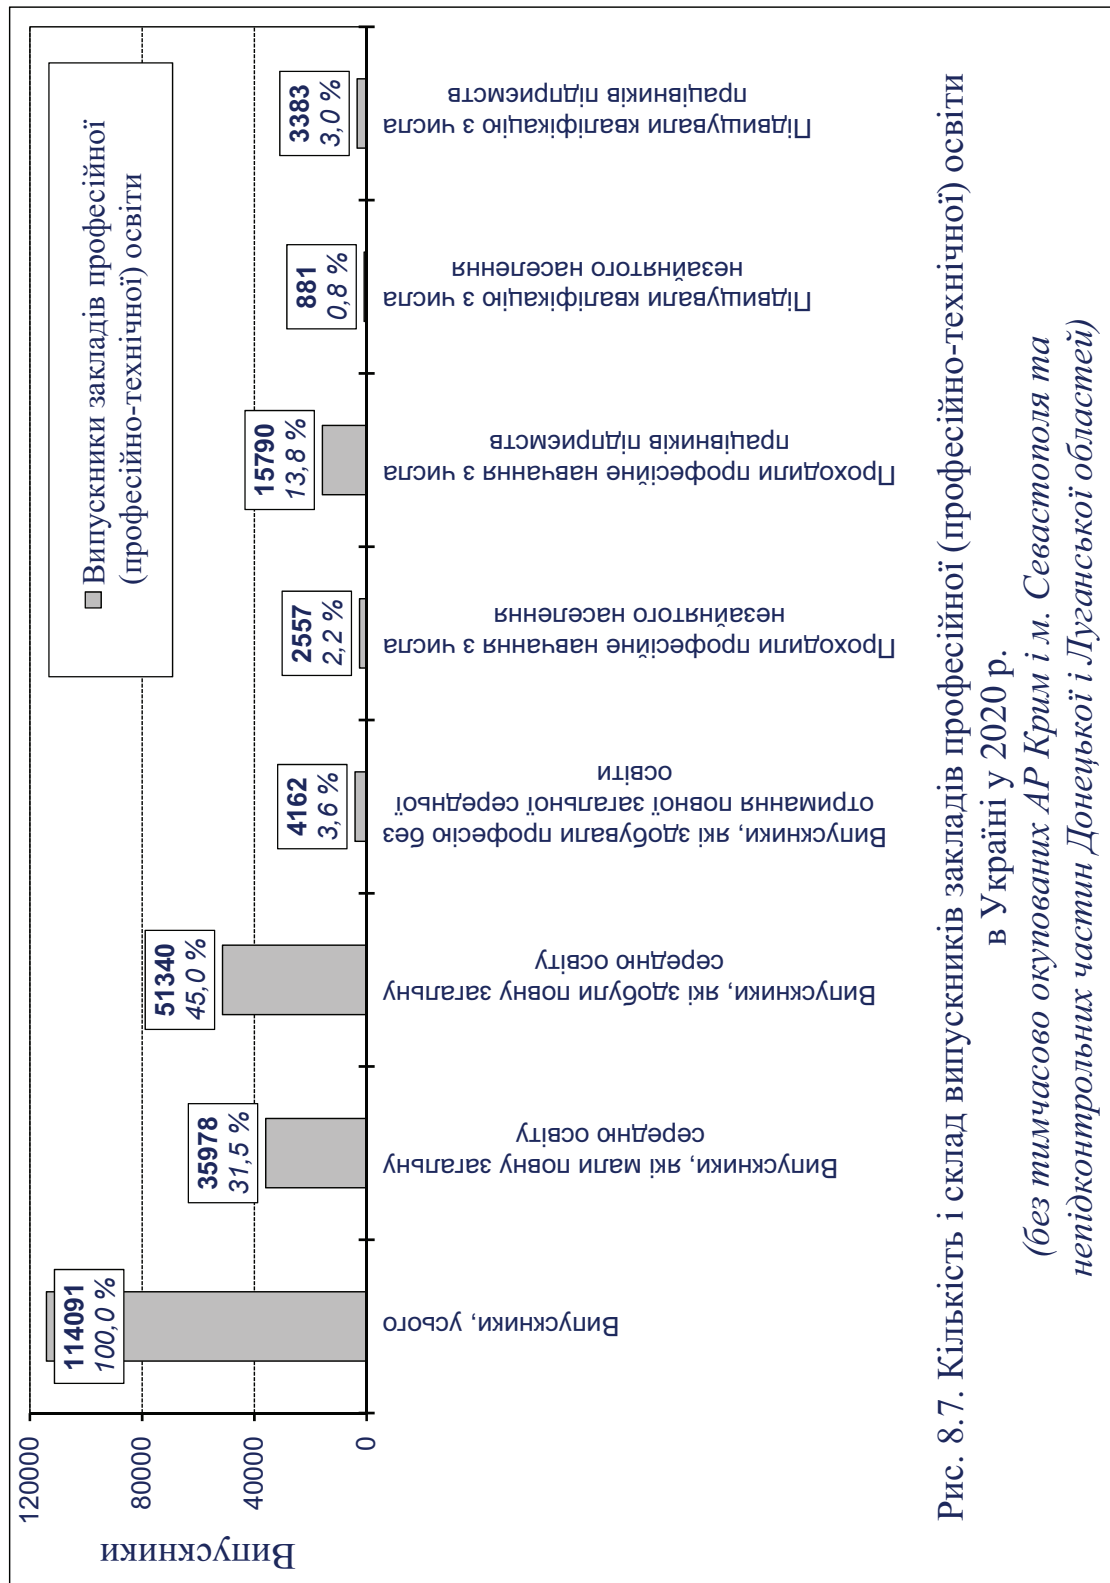 Випускники
120000
80000
40000
0
Випускники закладів професійної
(професійно-технічної) освіти
114091
100,0 %
35978
31,5 %
51340
45,0 %
4162
3,6 %
2557
2,2 %
15790
13,8 %
881
0,8 %
3383
3,0 %
Випускники, усього
Випускники, які мали повну загальну
середню освіту
Випускники, які здобули повну загальну
середню освіту
Випускники, які здобували професію без
отримання повної загальної середньої
освіти
Проходили професійне навчання з числа
незайнятого населення
Проходили професійне навчання з числа
працівників підприємств
Підвищували кваліфікацію з числа
незайнятого населення
Підвищували кваліфікацію з числа
працівників підприємств
Рис. 8.7. Кількість і склад випускників закладів професійної (професійно-технічної) освіти
в Україні у 2020 р.
(без тимчасово окупованих АР Крим і м. Севастополя та
непідконтрольних частин Донецької і Луганської областей)